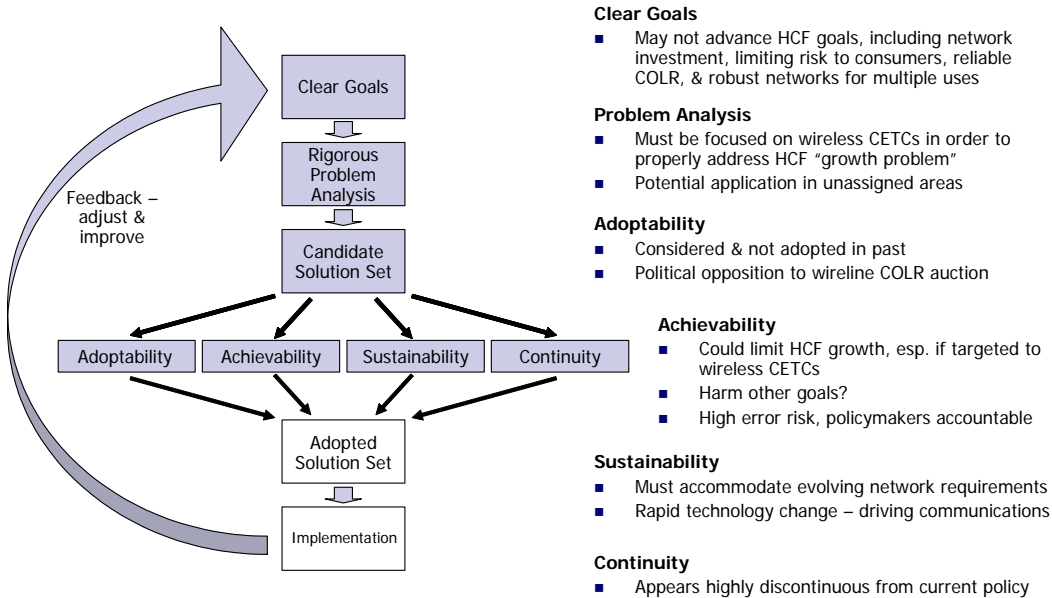 Clear Goals
Rigorous
Problem
Analysis
Feedback –
adjust &
improve
Candidate
Solution Set
Adoptability
Achievability
Sustainability
Continuity
Adopted
Solution Set
Implementation
Clear Goals
■ May not advance HCF goals, including network
investment, limiting risk to consumers, reliable
COLR, & robust networks for multiple uses
Problem Analysis
■ Must be focused on wireless CETCs in order to
properly address HCF “growth problem”
■ Potential application in unassigned areas
Adoptability
■ Considered & not adopted in past
■ Political opposition to wireline COLR auction
Achievability
■ Could limit HCF growth, esp. if targeted to
wireless CETCs
■ Harm other goals?
■ High error risk, policymakers accountable
Sustainability
■ Must accommodate evolving network requirements
■ Rapid technology change – driving communications
Continuity
■ Appears highly discontinuous from current policy